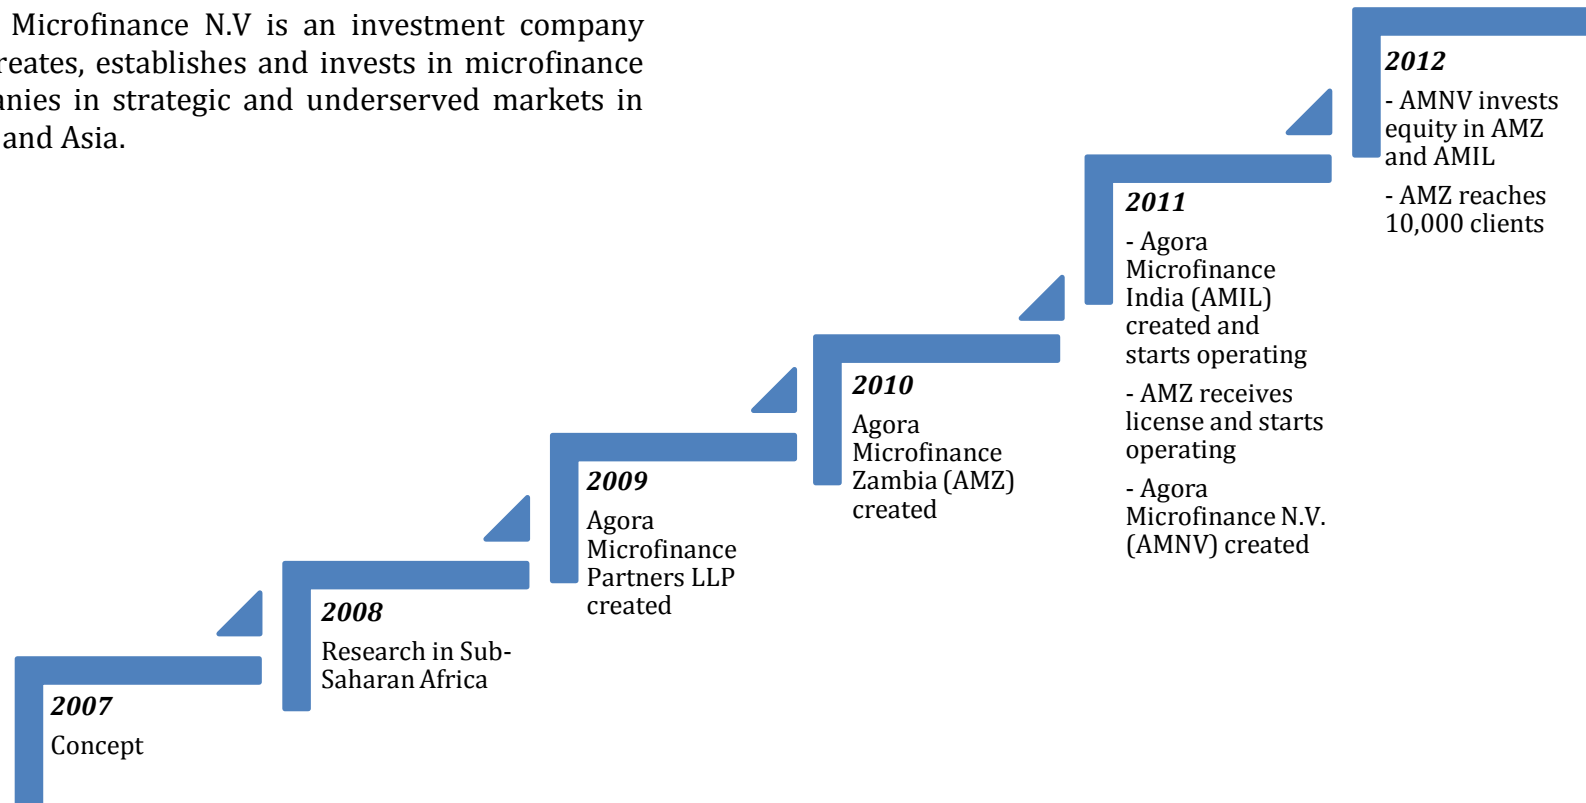 Microfinance N.V is an investment company
reates, establishes and invests in microfinance
anies in strategic and underserved markets in
and Asia.
2012
- AMNV invests
equity in AMZ
and AMIL
- AMZ reaches
10,000 clients
2011
- Agora
Microfinance
India (AMIL)
created and
starts operating
- AMZ receives
license and starts
operating
- Agora
Microfinance N.V.
(AMNV) created
2010
Agora
Microfinance
Zambia (AMZ)
created
2009
Agora
Microfinance
Partners LLP
created
2008
Research in Sub-
Saharan Africa
2007
Concept